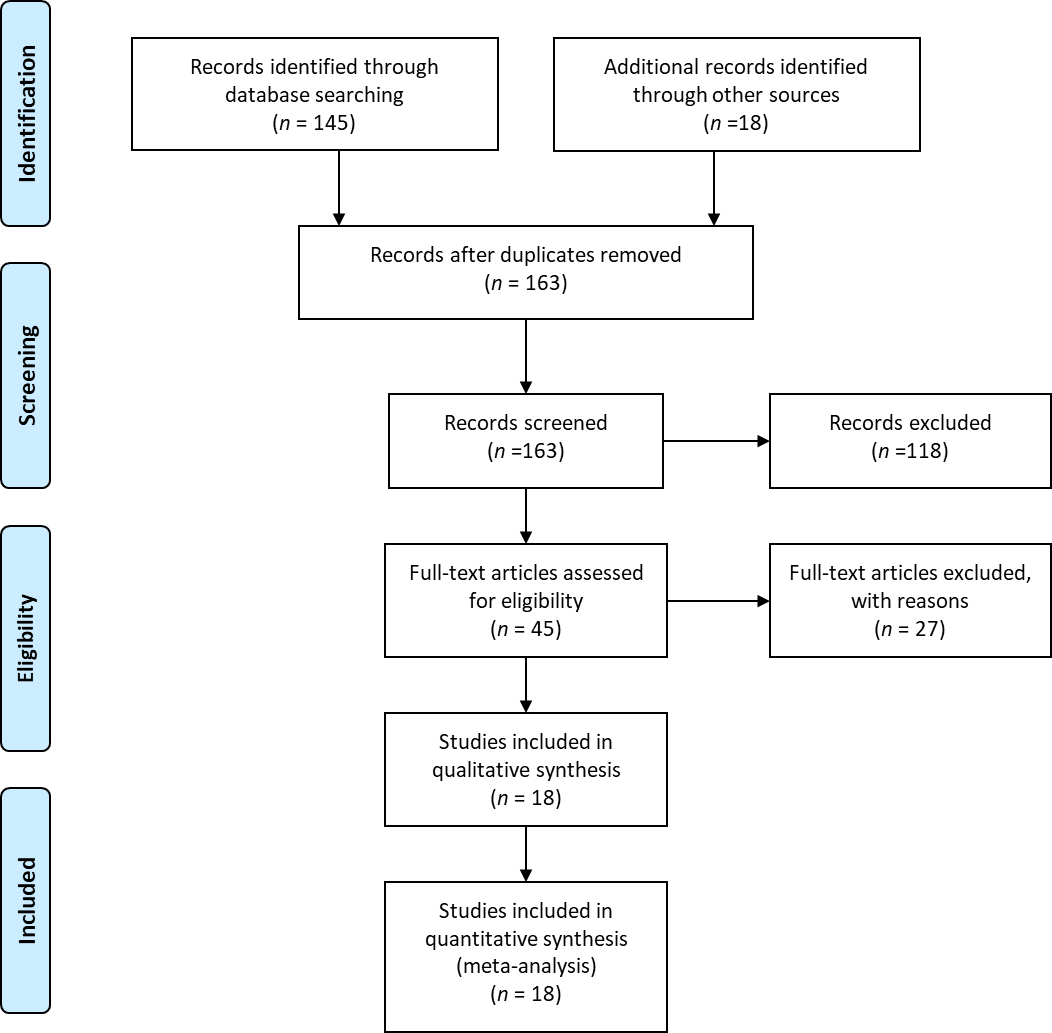 Identification
Records identified through
database searching
(n = 145)
Additional records identified
through other sources
(n =18)
Records after duplicates removed
(n = 163)
Screening
Records screened
(n =163)
Records excluded
(n =118)
Eligibility
Full-text articles assessed
for eligibility
(n = 45)
Full-text articles excluded,
with reasons
(n = 27)
Studies included in
qualitative synthesis
(n = 18)
Included
Studies included in
quantitative synthesis
(meta-analysis)
(n = 18)